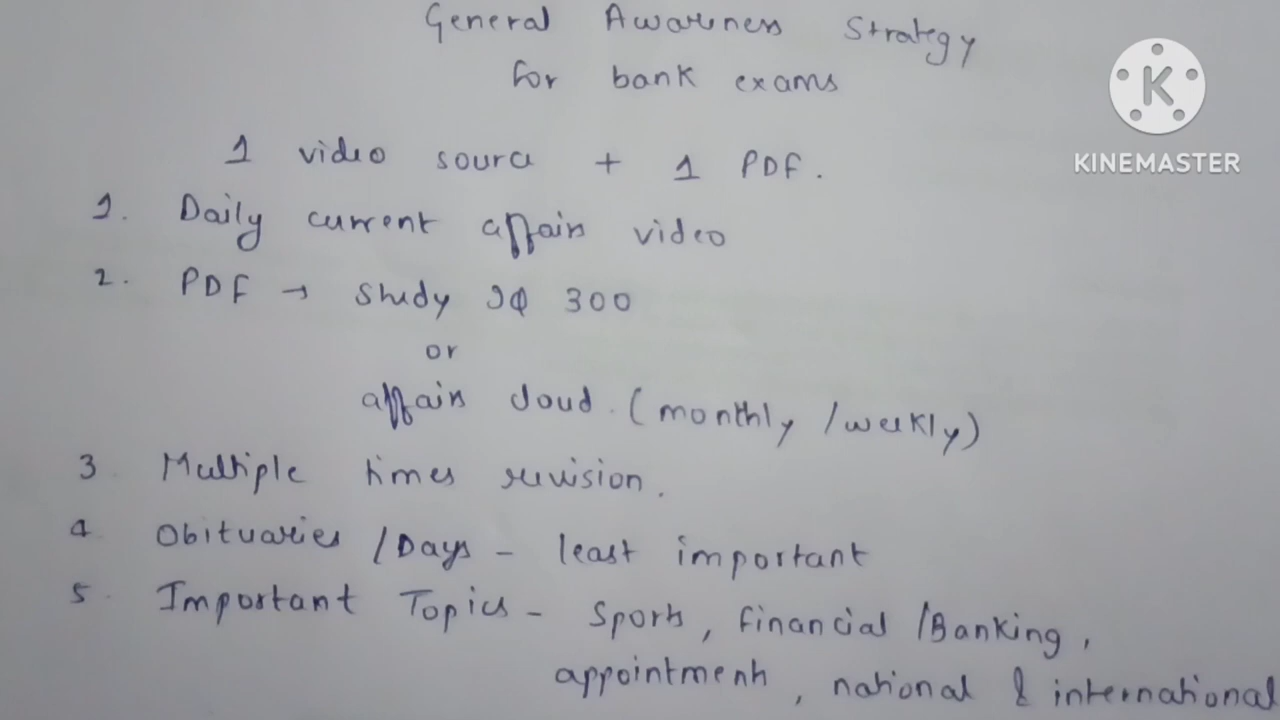 General Awareness Strategy
For bank exams
K
KINEMASTER
1 video source + 1 PDF.
1. Daily current affairs video
2. PDF → Study IQ 300
or
affairs cloud. (monthly / weekly)
3 Multiple times revision.
4 Obituaries / Days - least important
5. Important Topics - Sports, financial / Banking,
appointments, national & international